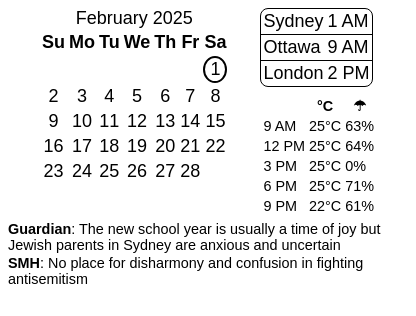 February 2025
Su Mo Tu We Th Fr Sa
1
2 3 4 5 6 7 8
9 10 11 12 13 14 15
16 17 18 19 20 21 22
23 24 25 26 27 28
Sydney 1 AM
Ottawa 9 AM
London 2 PM
°C ☂
9 AM 25°C 63%
12 PM 25°C 64%
3 PM 25°C 0%
6 PM 25°C 71%
9 PM 22°C 61%
Guardian: The new school year is usually a time of joy but
Jewish parents in Sydney are anxious and uncertain
SMH: No place for disharmony and confusion in fighting
antisemitism